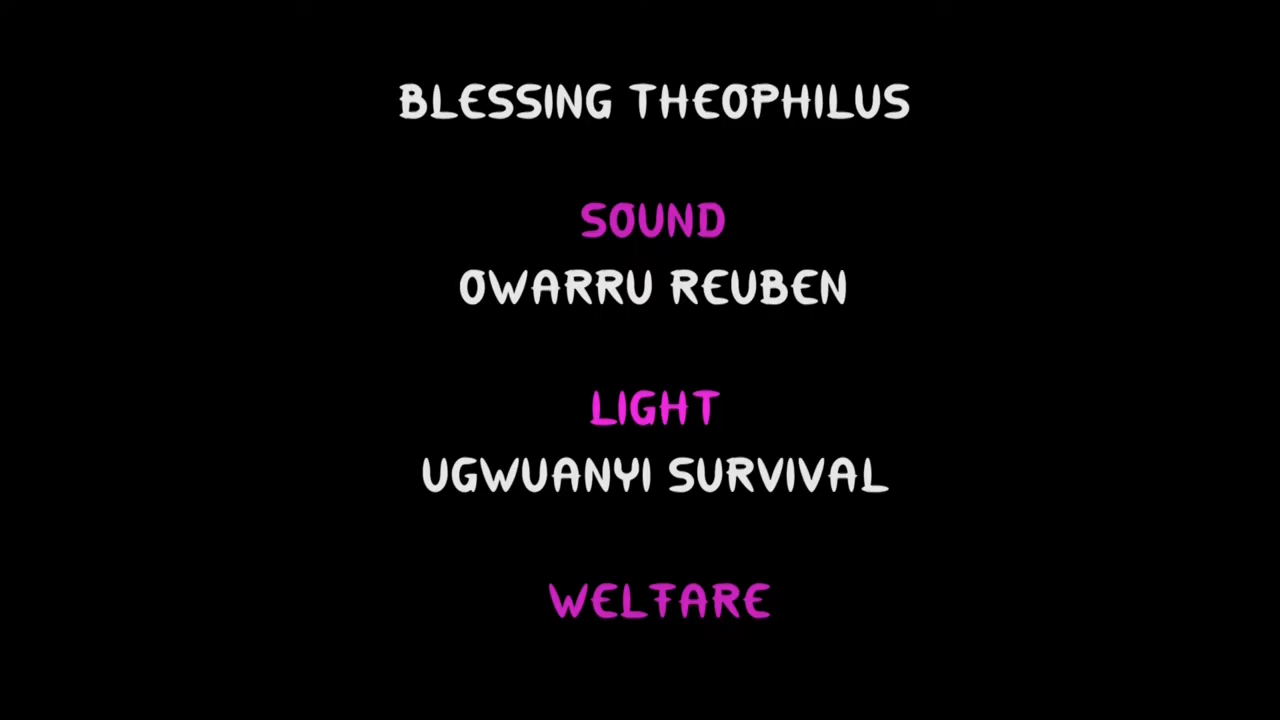 BLESSING THEOPHILUS
SOUND
OWARRU REUBEN
LIGHT
UGWUANYI SURVIVAL
WELFARE